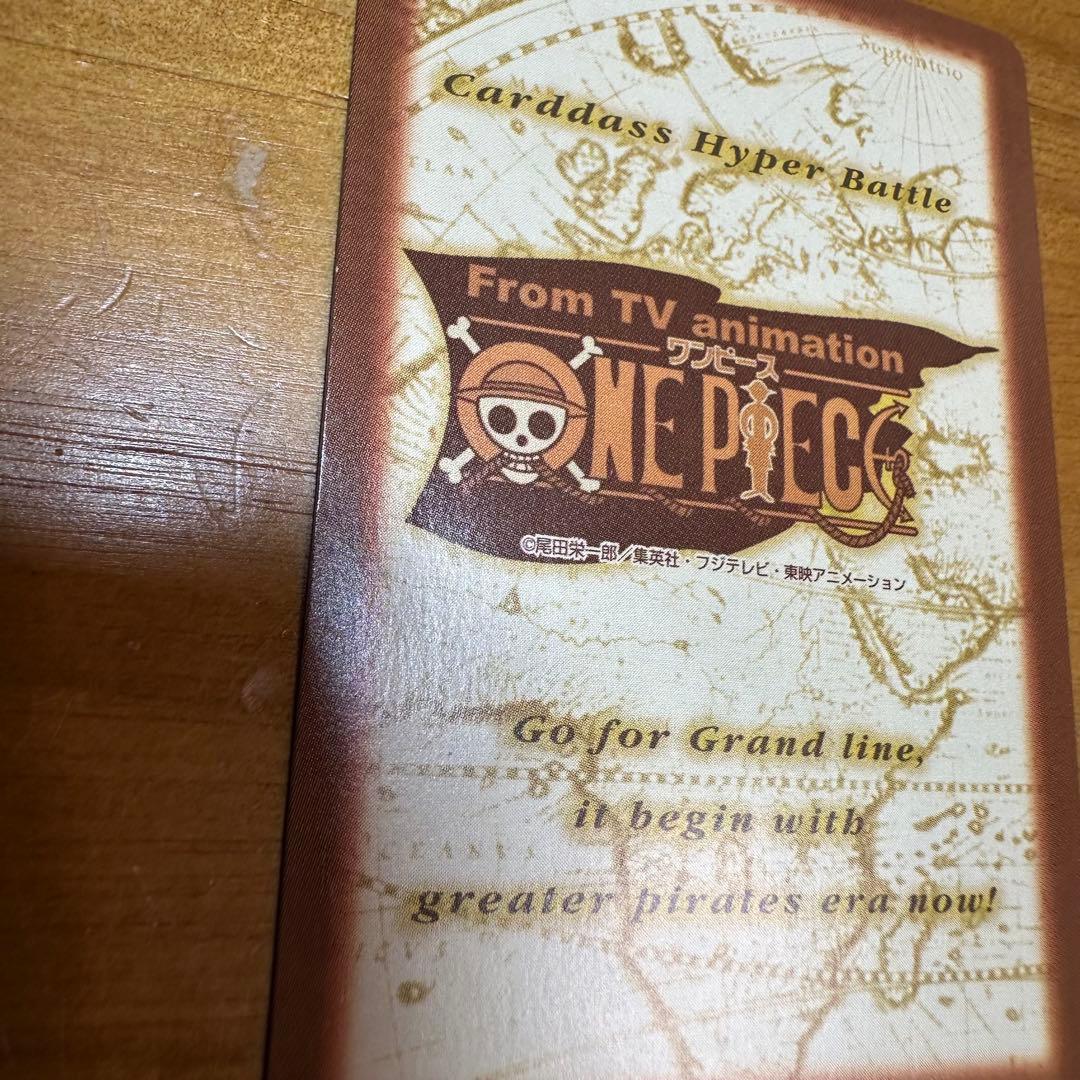 Septentrio
Carddass Hyper Battle
From TV animation
ワンピース
ONE PIECE
©尾田栄一郎／集英社・フジテレビ・東映アニメーション
Go for Grand line,
it begin with
greater pirates era now!